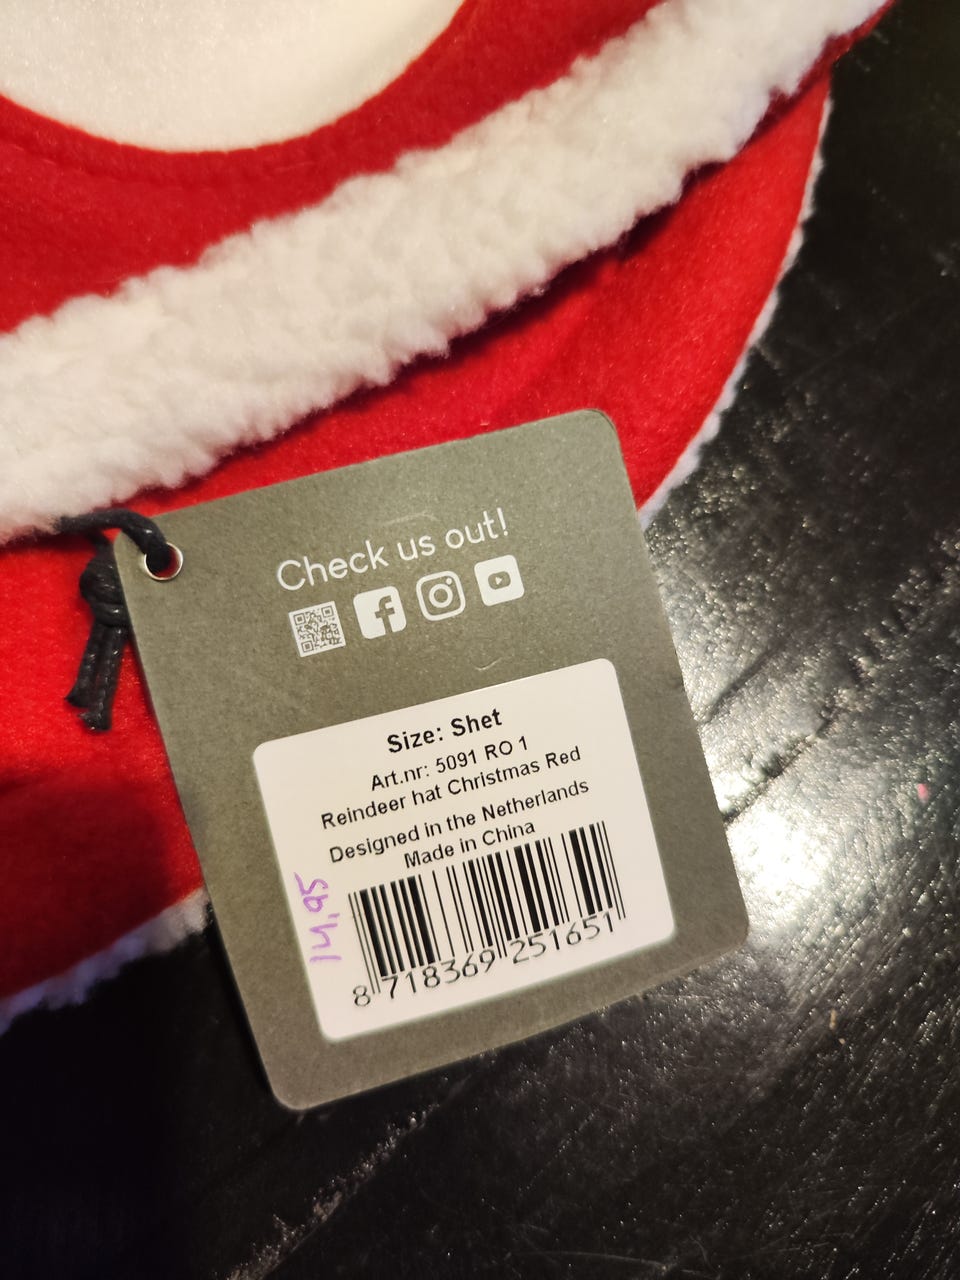 Check us out!
Size: Shet
Art.nr: 5091 RO 1
Reindeer hat Christmas Red
Designed in the Netherlands
Made in China
14,95
8 718369 251651